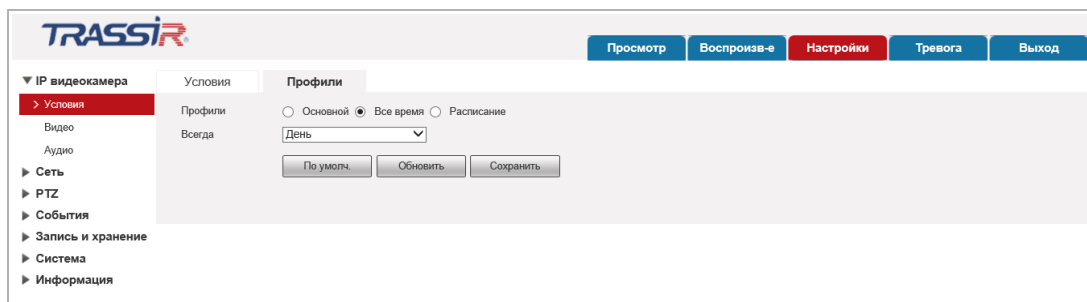 TRASSIR
Просмотр Воспроизв-е Настройки Тревога Выход
IP видеокамера
Условия
Видео
Аудио
Сеть
PTZ
События
Запись и хранение
Система
Информация
Условия Профили
Профили Основной Все время Расписание
Всегда День
По умолч. Обновить Сохранить